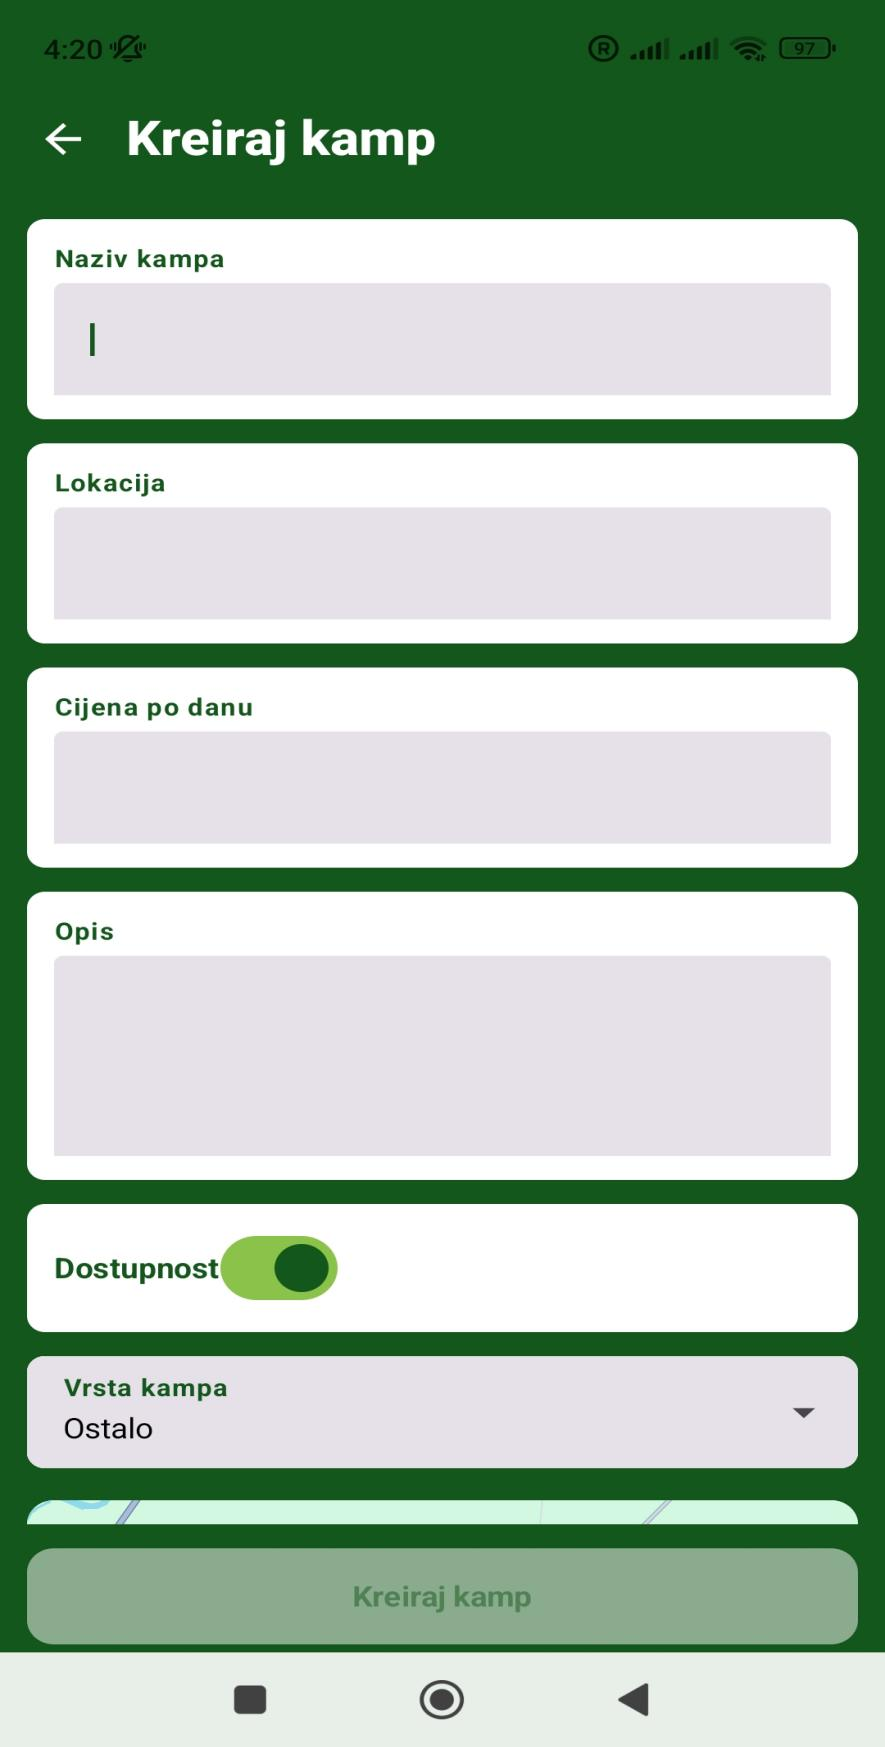 4:20
R
97
Kreiraj kamp
Naziv kampa
Lokacija
Cijena po danu
Opis
Dostupnost
Vrsta kampa
Ostalo
Kreiraj kamp